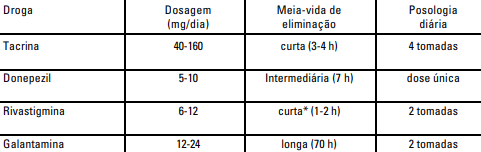 Droga Dosagem Meia-vida de Posologia
(mg/dia) eliminação diária
Tacrina 40-160 curta (3-4 h) 4 tomadas
Donepezil 5-10 Intermediária (7 h) dose única
Rivastigmina 6-12 curta* (1-2 h) 2 tomadas
Galantamina 12-24 longa (70 h) 2 tomadas